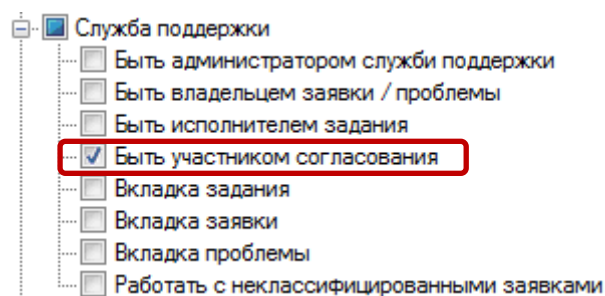 Служба поддержки
Быть администратором служби поддержки
Быть владельцем заявки / проблемы
Быть исполнителем задания
Быть участником согласования
Вкладка задания
Вкладка заявки
Вкладка проблемы
Работать с неклассифицированными заявками